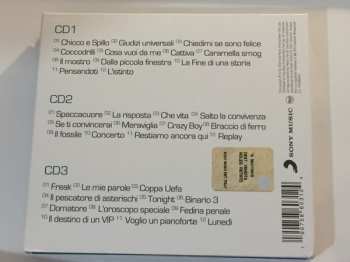 CD1
01 Chicco e Spillo 02 Giudizi universali 03 Chiedimi se sono felice
04 Coccodrilli 05 Cosa vuoi da me 06 Cattiva 07 Caramella smog
08 Il mostro 09 Dalla piccola finestra 10 La Fine di una storia
11 Pensandoti 12 L'istinto
CD2
01 Spaccacuore 02 La risposta 03 Che vita 04 Salto la convivenza
05 Se ti convincerai 06 Meraviglia 07 Crazy Boy 08 Braccio di ferro
09 Il fossile 10 Concerto 11 Restiamo ancora qui 12 Replay
CD3
01 Freak 02 Le mie parole 03 Coppa Uefa
04 Il pescatore di asterischi 05 Tonight 06 Binario 3
07 Domatore 08 L'oroscopo speciale 09 Fedina penale
10 Il destino di un VIP 11 Voglio un pianoforte 12 Lunedì
SONY MUSIC